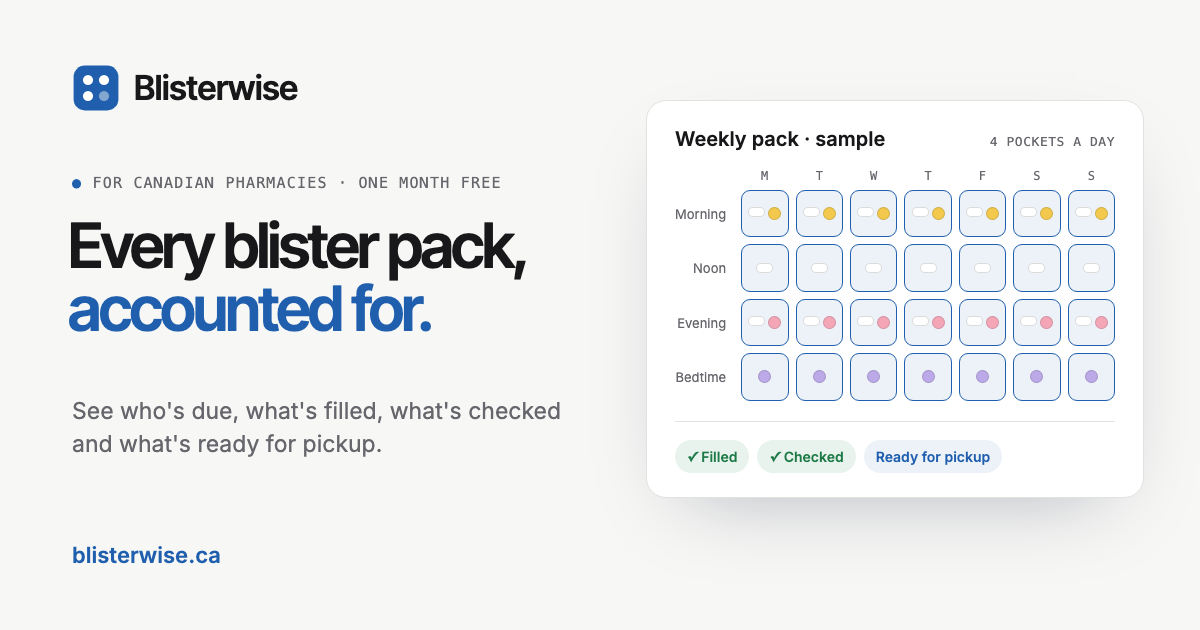 Blisterwise
FOR CANADIAN PHARMACIES · ONE MONTH FREE
Every blister pack,
accounted for.
See who's due, what's filled, what's checked
and what's ready for pickup.
blisterwise.ca
Weekly pack · sample
4 POCKETS A DAY
M T W T F S S
Morning
Noon
Evening
Bedtime
✓ Filled ✓ Checked Ready for pickup